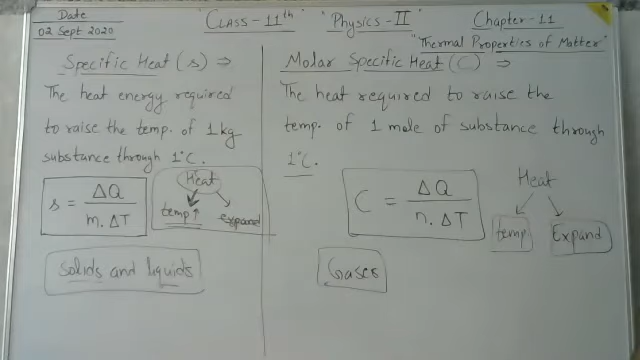 Date
02 Sept 2020
CLASS-11th "Physics-II" Chapter-11
"Thermal Properties of Matter"
Specific Heat (s) ⇒
The heat energy required
to raise the temp. of 1 kg
substance through 1°C.
s = ΔQ / m. ΔT
Heat
temp ↑
expand
Solids and liquids
Molar Specific Heat (C) ⇒
The heat required to raise the
temp. of 1 mole of substance through
1°C.
C = ΔQ / n. ΔT
Heat
temp
Expand
Gases